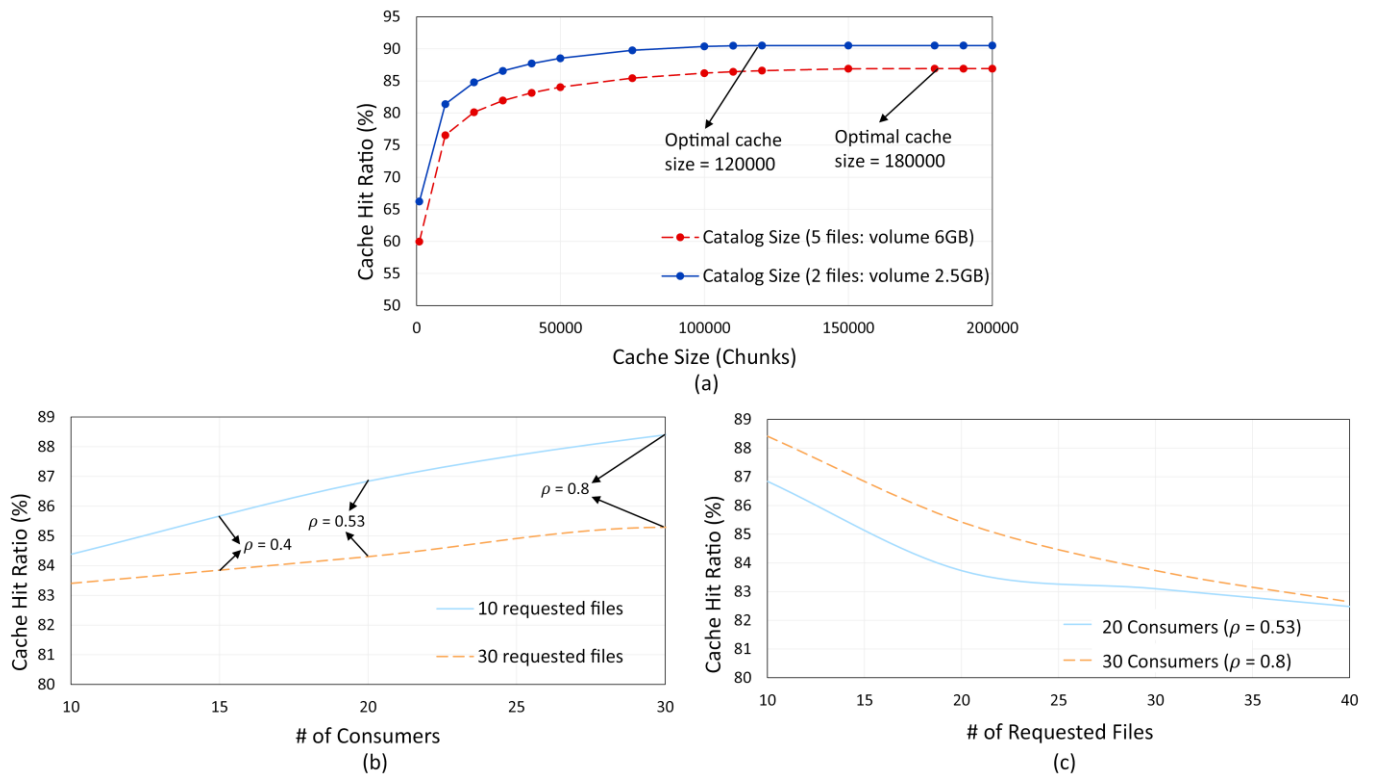 95
90
85
80
75
70
65
60
55
50
Cache Hit Ratio (%)
Optimal cache
size = 120000
Optimal cache
size = 180000
Catalog Size (5 files: volume 6GB)
Catalog Size (2 files: volume 2.5GB)
0
50000
100000
150000
200000
Cache Size (Chunks)
(a)
89
88
87
86
85
84
83
82
81
80
Cache Hit Ratio (%)
ρ = 0.4
ρ = 0.53
ρ = 0.8
10 requested files
30 requested files
10
15
20
25
30
# of Consumers
(b)
89
88
87
86
85
84
83
82
81
80
Cache Hit Ratio (%)
20 Consumers (ρ = 0.53)
30 Consumers (ρ = 0.8)
10
15
20
25
30
35
40
# of Requested Files
(c)